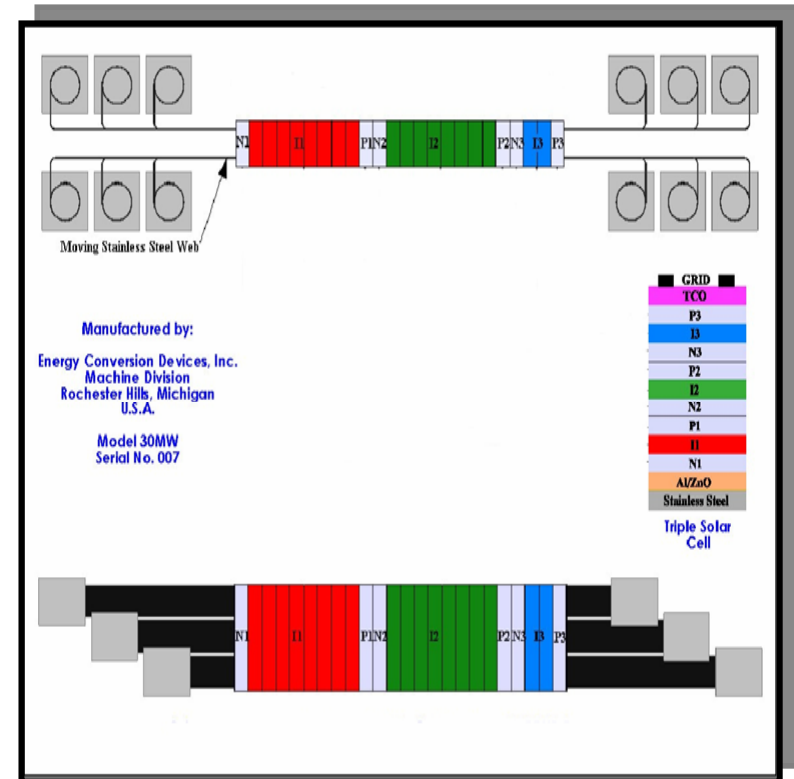 N1 I1 P1 N2 I2 P2 N3 I3 P3
Moving Stainless Steel Web
Manufactured by:
Energy Conversion Devices, Inc.
Machine Division
Rochester Hills, Michigan
U.S.A.
Model 30MW
Serial No. 007
GRID
TCO
P3
I3
N3
P2
I2
N2
P1
I1
N1
Al/ZnO
Stainless Steel
Triple Solar
Cell
N1 I1 P1 N2 I2 P2 N3 I3 P3